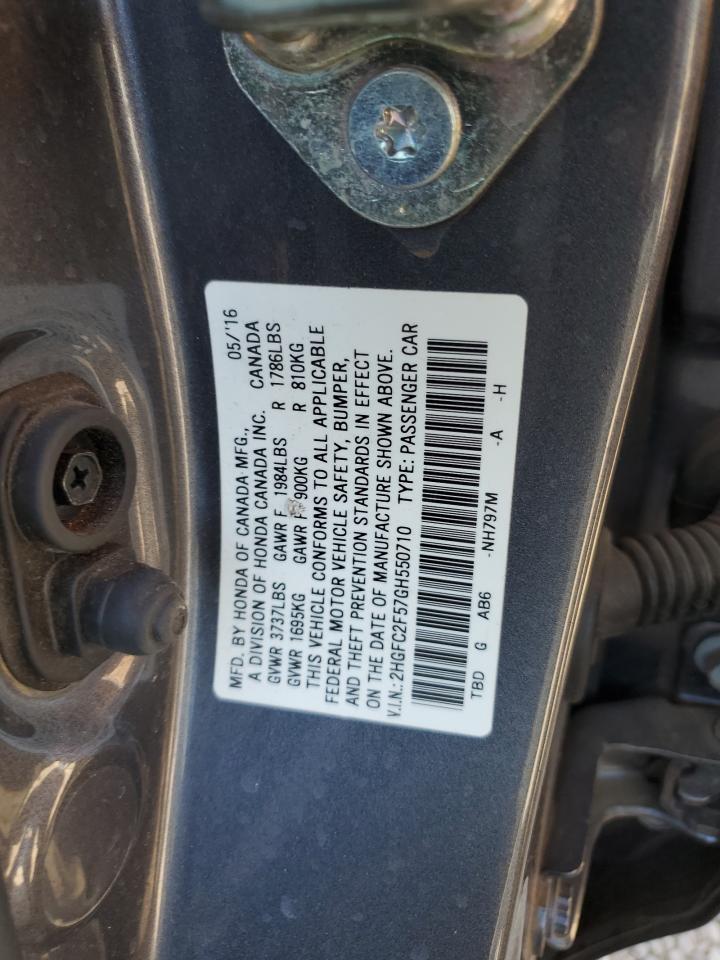 MFD. BY HONDA OF CANADA MFG., 05/'16
A DIVISION OF HONDA CANADA INC. CANADA
GVWR 3737LBS GAWR F 1984LBS R 1786LBS
GVWR 1695KG GAWR F 900KG R 810KG
THIS VEHICLE CONFORMS TO ALL APPLICABLE
FEDERAL MOTOR VEHICLE SAFETY, BUMPER,
AND THEFT PREVENTION STANDARDS IN EFFECT
ON THE DATE OF MANUFACTURE SHOWN ABOVE.
V.I.N.:2HGFC2F57GH550710 TYPE: PASSENGER CAR
TBD G AB6 -NH797M -A -H